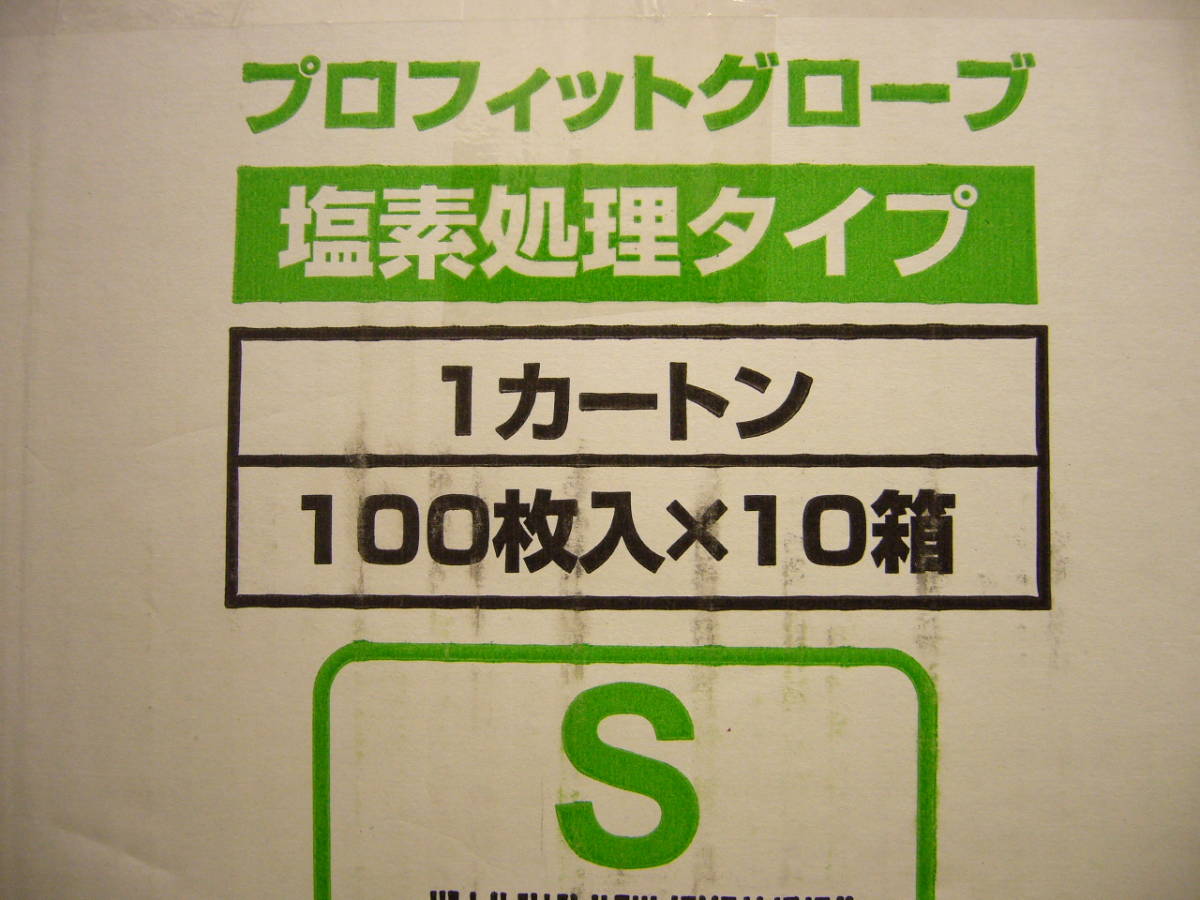 プロフィットグローブ
塩素処理タイプ
1カートン
100枚入×10箱
S